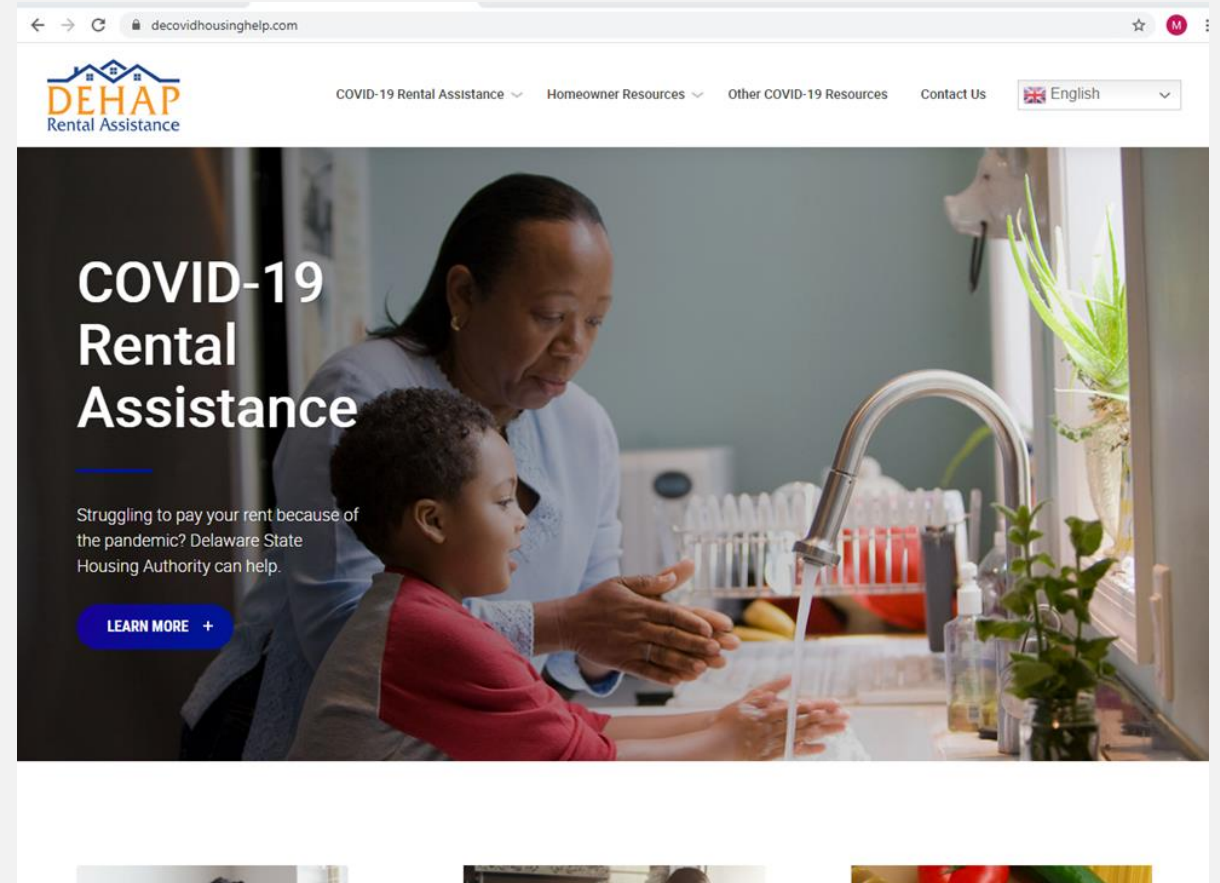 decovidhousinghelp.com
M
DEHAP
Rental Assistance
COVID-19 Rental Assistance
Homeowner Resources
Other COVID-19 Resources
Contact Us
English
COVID-19
Rental
Assistance
Struggling to pay your rent because of
the pandemic? Delaware State
Housing Authority can help.
LEARN MORE +